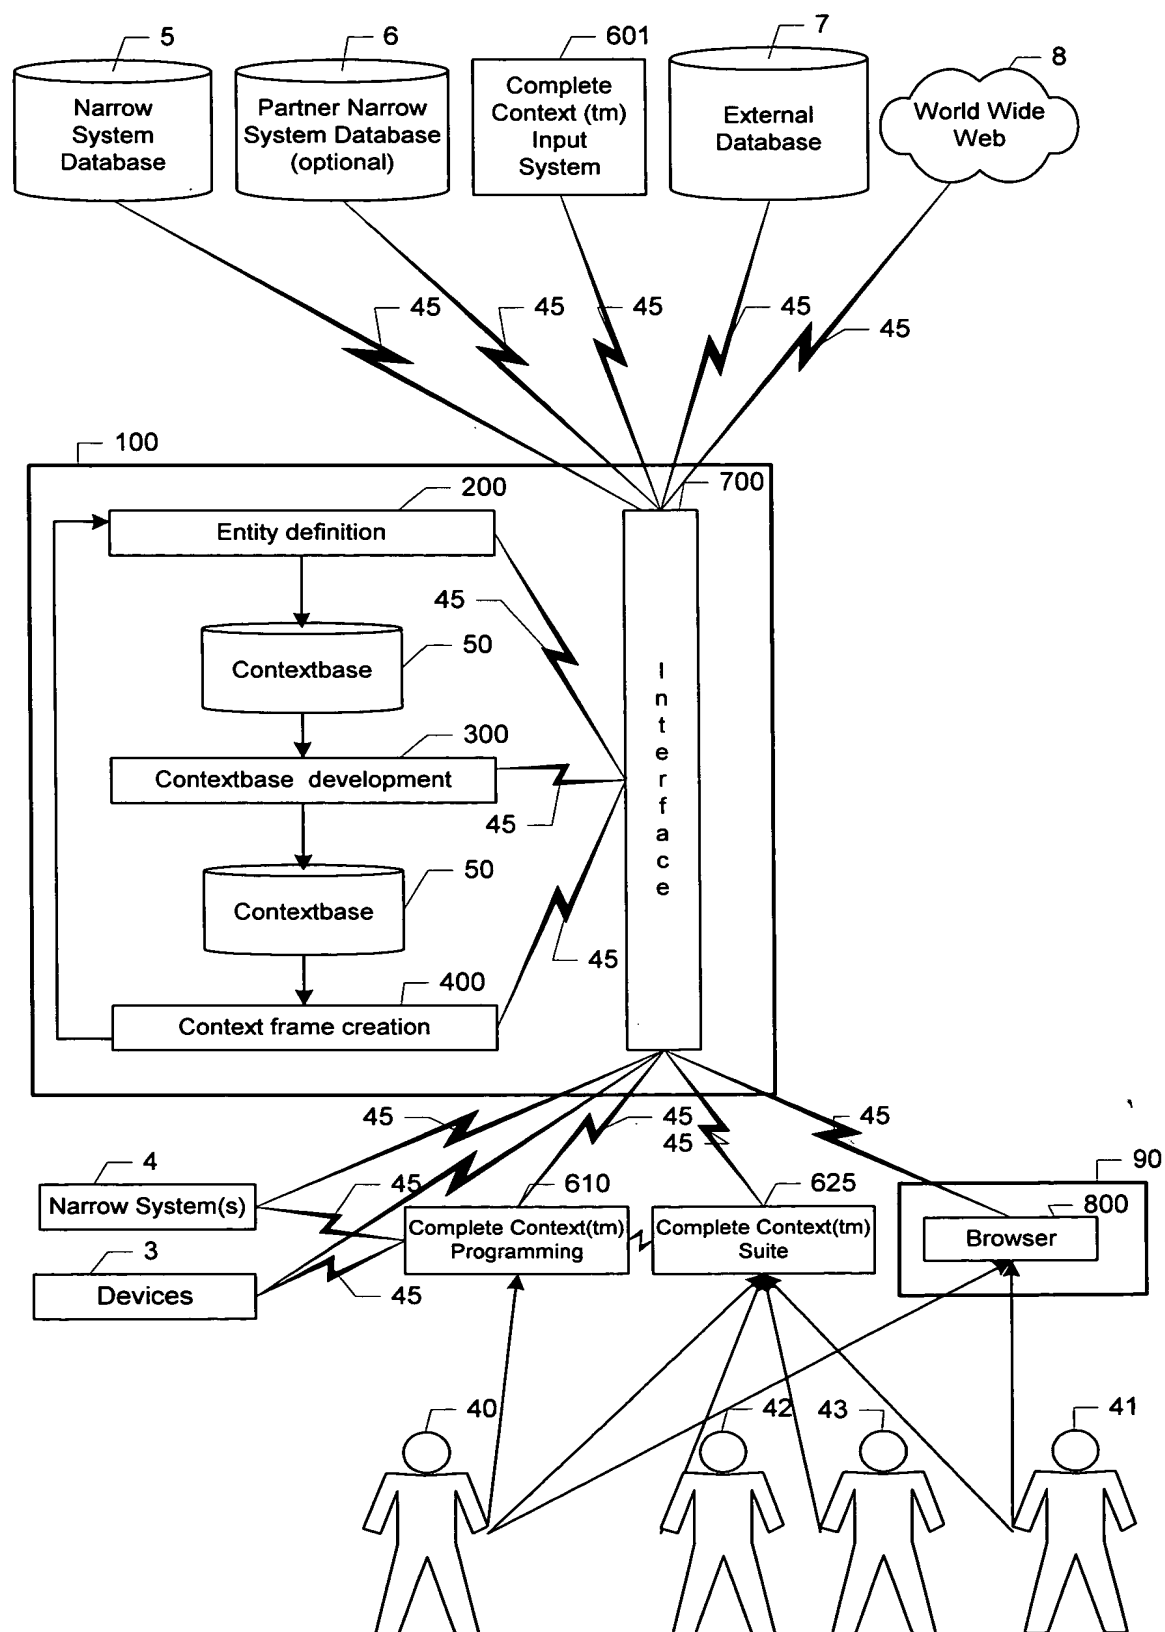 5
6
601
7
8
Narrow
System
Database
Partner Narrow
System Database
(optional)
Complete
Context (tm)
Input
System
External
Database
World Wide
Web
45
45
45
45
45
100
700
200
Entity definition
45
50
Contextbase
Interface
300
Contextbase development
45
50
Contextbase
45
400
Context frame creation
45
45
45
45
4
Narrow System(s)
45
610
Complete Context(tm)
Programming
625
Complete Context(tm)
Suite
90
800
Browser
3
Devices
45
40
42
43
41